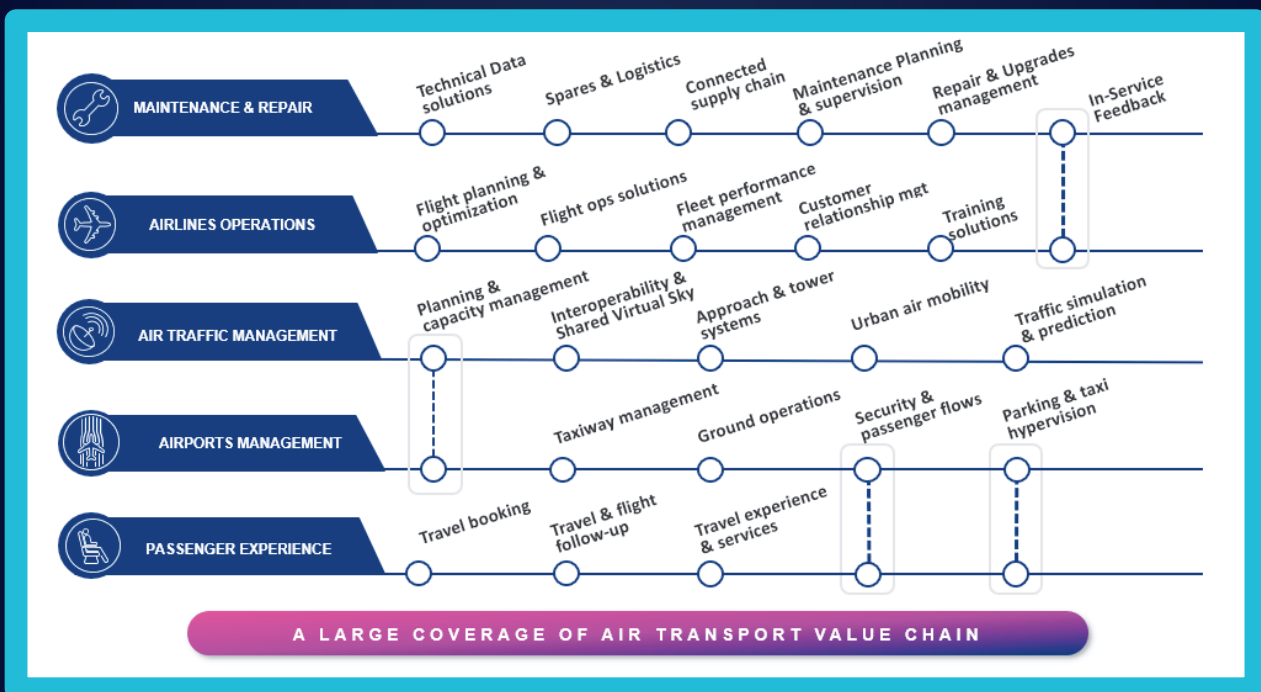 MAINTENANCE & REPAIR
Technical Data
solutions
Spares & Logistics
Connected
supply chain
Maintenance Planning
& supervision
Repair & Upgrades
management
In-Service
Feedback
AIRLINES OPERATIONS
Flight planning &
optimization
Flight ops solutions
Fleet performance
management
Customer
relationship mgt
Training
solutions
AIR TRAFFIC MANAGEMENT
Planning &
capacity management
Interoperability &
Shared Virtual Sky
Approach & tower
systems
Urban air mobility
Traffic simulation
& prediction
AIRPORTS MANAGEMENT
Taxiway management
Ground operations
Security &
passenger flows
Parking & taxi
hypervision
PASSENGER EXPERIENCE
Travel booking
Travel & flight
follow-up
Travel experience
& services
A LARGE COVERAGE OF AIR TRANSPORT VALUE CHAIN